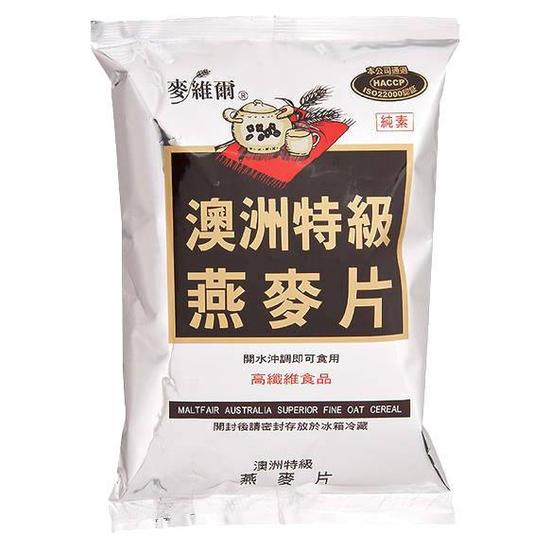 麥維爾®
本公司通過
HACCP
ISO22000認証
純素
澳洲特級
燕麥片
開水沖調即可食用
高纖維食品
MALTFAIR AUSTRALIA SUPERIOR FINE OAT CEREAL
開封後請密封存放於冰箱冷藏
澳洲特級
燕麥片